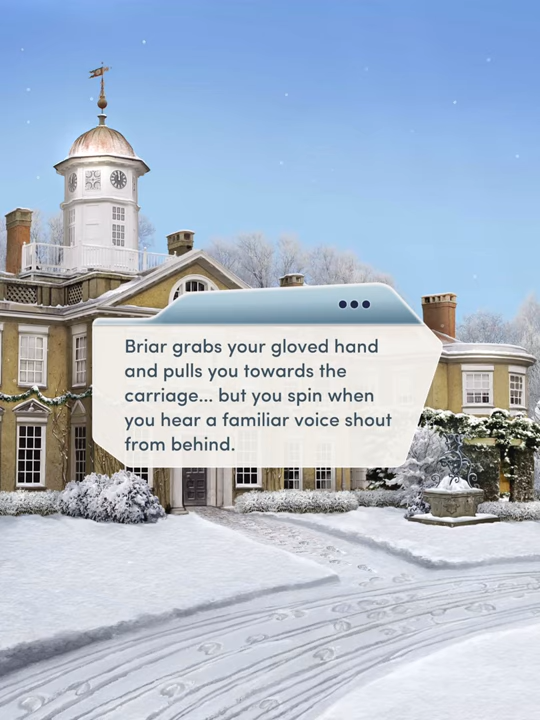 Briar grabs your gloved hand
and pulls you towards the
carriage... but you spin when
you hear a familiar voice shout
from behind.